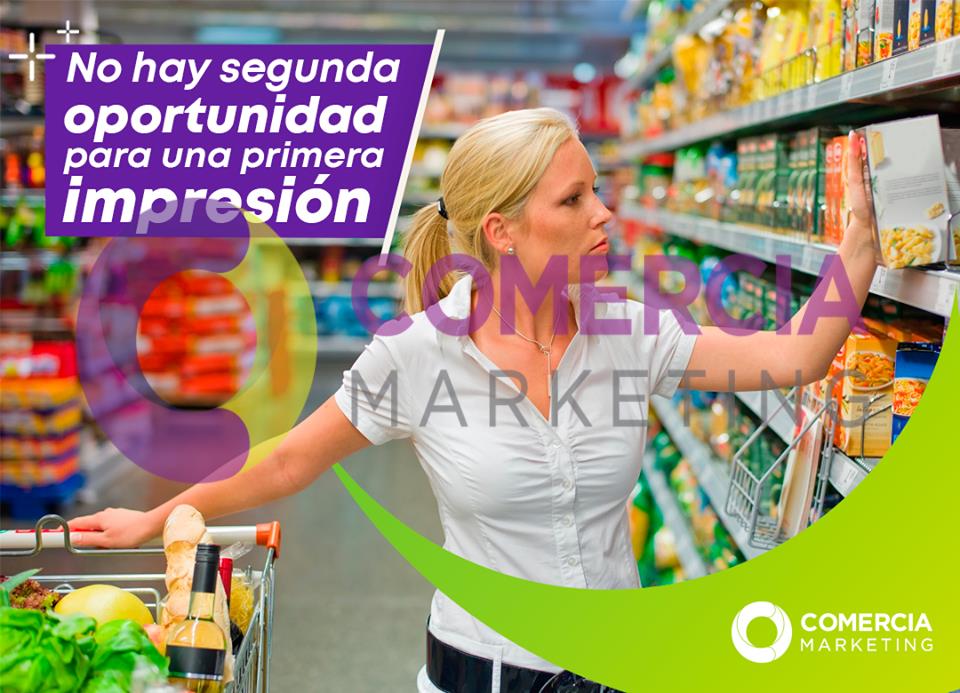 No hay segunda
oportunidad
para una primera
impresión
COMERCIA
MARKETING
COMERCIA
MARKETING